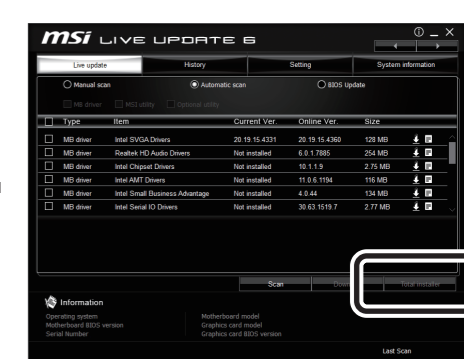 msi LIVE UPDATE 6
Live update History Setting System information
Manual scan Automatic scan BIOS Update
MB driver MSI utility Optional utility
Type Item Current Ver. Online Ver. Size
MB driver Intel SVGA Drivers 20.19.15.4331 20.19.15.4360 128 MB
MB driver Realtek HD Audio Drivers Not installed 6.0.1.7885 254 MB
MB driver Intel Chipset Drivers Not installed 10.1.1.9 2.75 MB
MB driver Intel AMT Drivers Not installed 11.0.6.1194 116 MB
MB driver Intel Small Business Advantage Not installed 4.0.44 134 MB
MB driver Intel Serial IO Drivers Not installed 30.63.1519.7 2.77 MB
Scan Down Total installer
Information
Operating system Motherboard model
Motherboard BIOS version Graphics card model
Serial Number Graphics card BIOS version
Last Scan